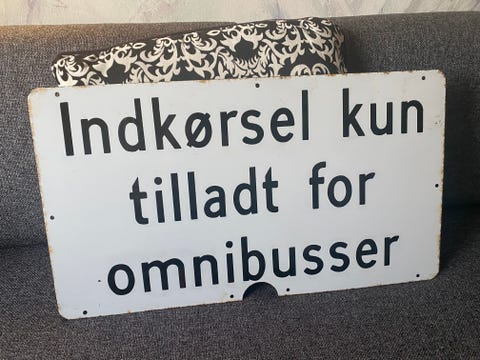 Indkørsel kun
tilladt for
omnibusser